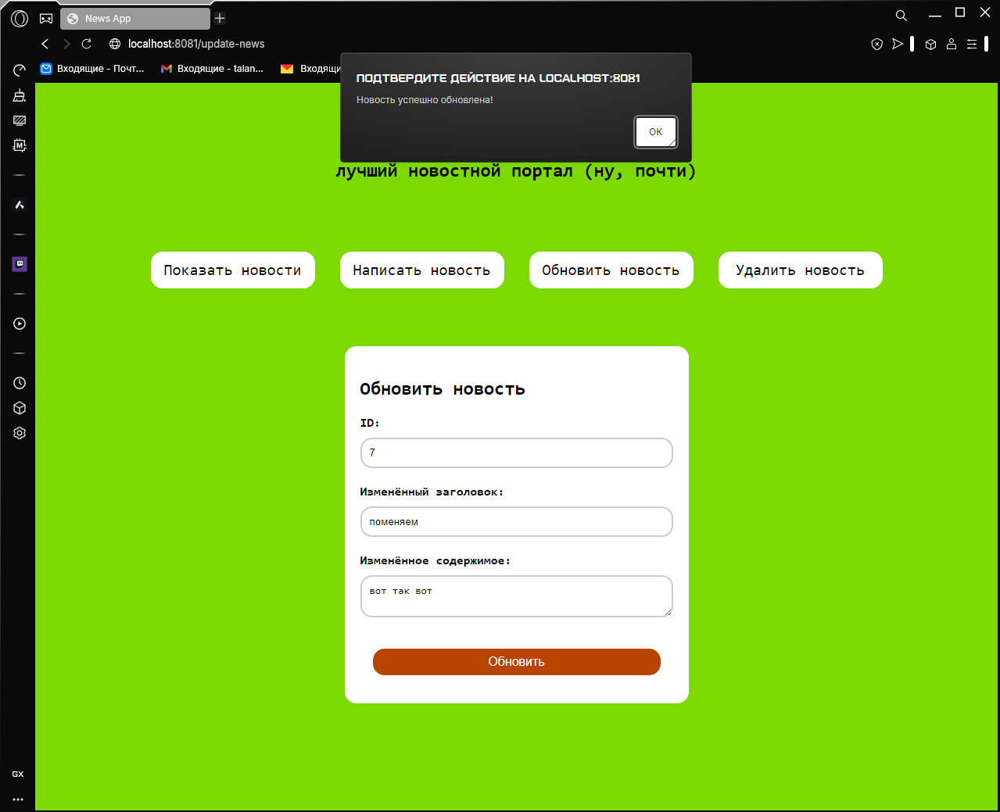 News App
localhost:8081/update-news
Входящие - Почт...
Входящие - talan...
Входящи
ПОДТВЕРДИТЕ ДЕЙСТВИЕ НА LOCALHOST:8081
Новость успешно обновлена!
OK
M
лучший новостной портал (ну, почти)
Показать новости
Написать новость
Обновить новость
Удалить новость
Обновить новость
ID:
7
Изменённый заголовок:
поменяем
Изменённое содержимое:
вот так вот
Обновить
GX